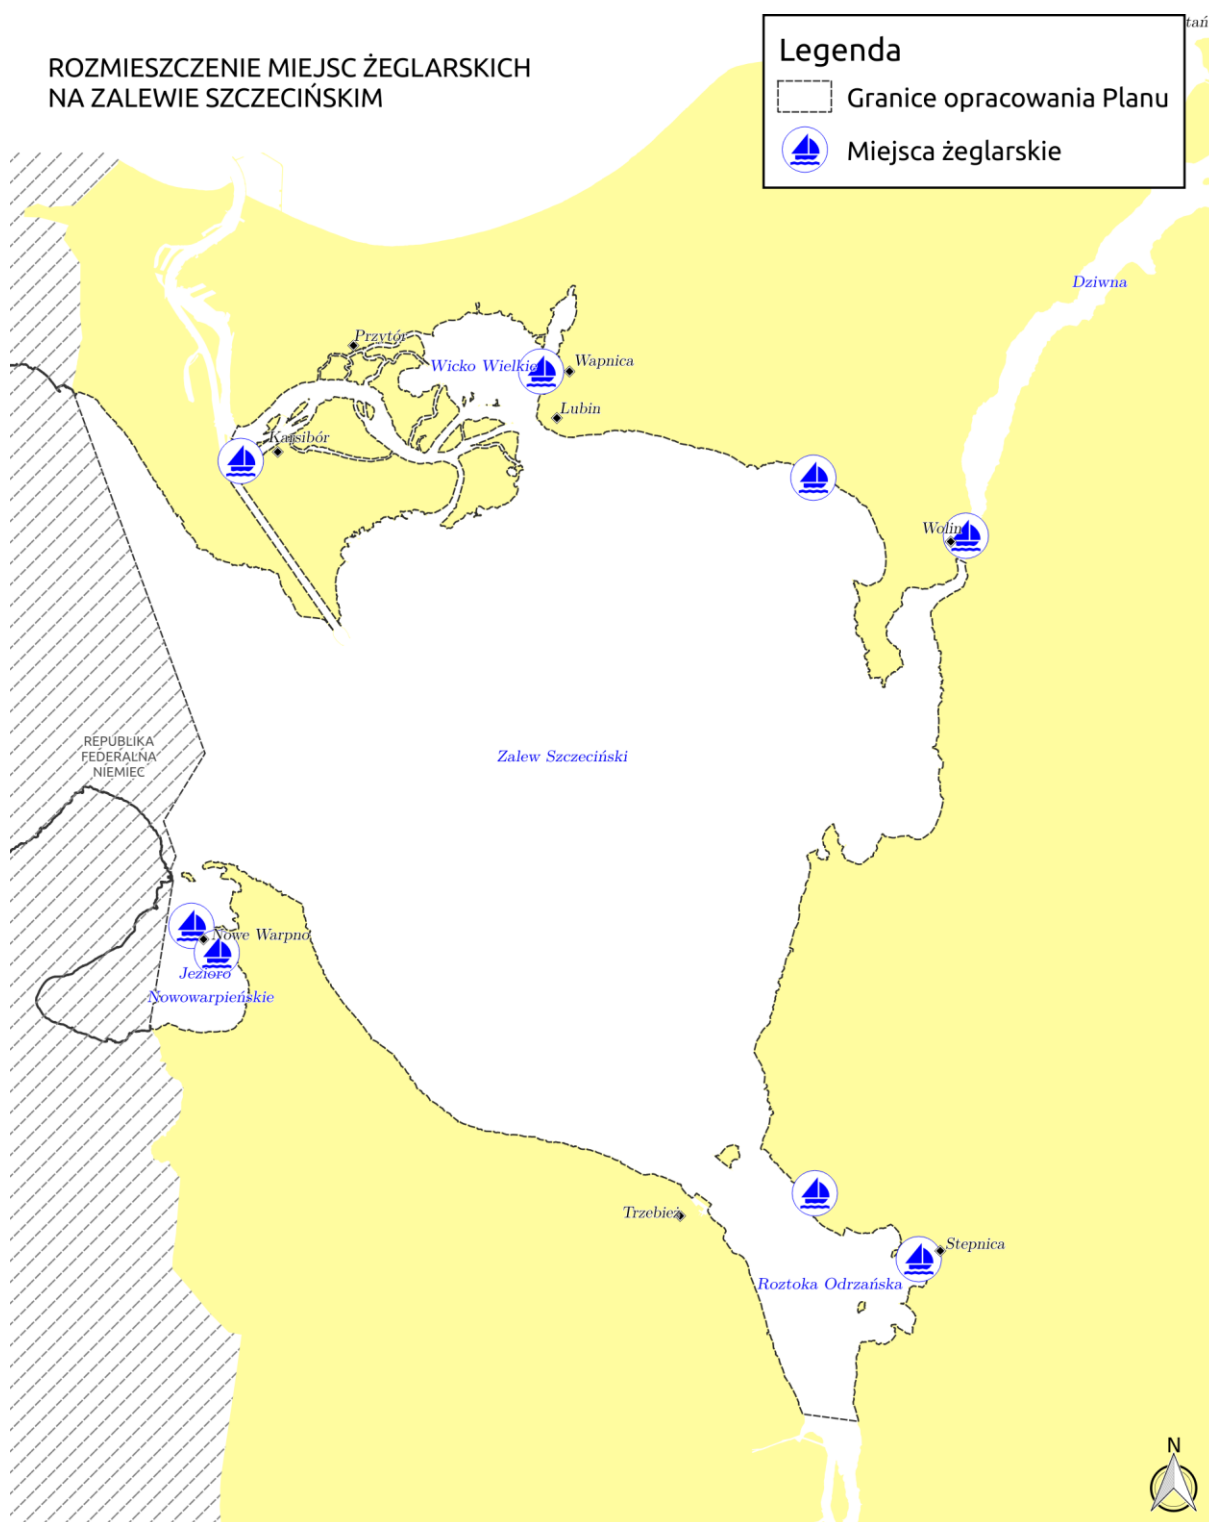 tań
ROZMIESZCZENIE MIEJSC ŻEGLARSKICH
NA ZALEWIE SZCZECIŃSKIM
Legenda
Granice opracowania Planu
Miejsca żeglarskie
Dziwna
Przytór
Wicko Wielkie
Wapnica
Lubin
Karsibór
Wolin
REPUBLIKA
FEDERALNA
NIEMIEC
Zalew Szczeciński
Nowe Warpno
Jezioro
Nowowarpieńskie
Trzebież
Stepnica
Roztoka Odrzańska
N